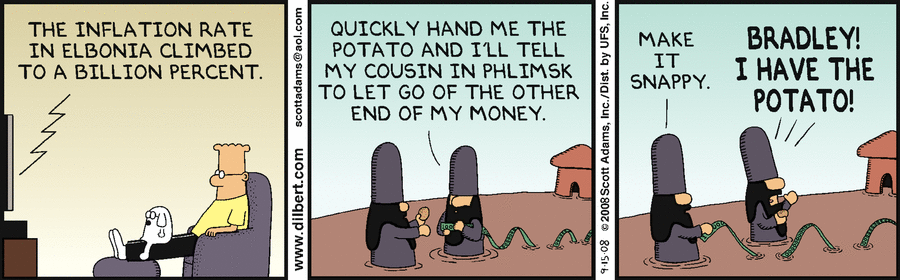 THE INFLATION RATE
IN ELBONIA CLIMBED
TO A BILLION PERCENT.
www.dilbert.com scottadams@aol.com
QUICKLY HAND ME THE
POTATO AND I'LL TELL
MY COUSIN IN PHLIMSK
TO LET GO OF THE OTHER
END OF MY MONEY.
9-15-08 © 2008 Scott Adams, Inc./Dist. by UFS, Inc.
MAKE
IT
SNAPPY.
BRADLEY!
I HAVE THE
POTATO!